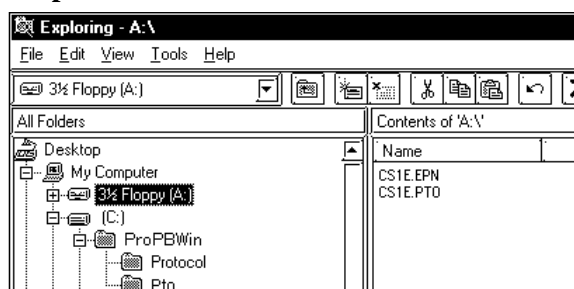 Exploring - A:\
File Edit View Tools Help
3½ Floppy (A:)
All Folders
Contents of 'A:\'
Desktop
Name
My Computer
3½ Floppy (A:)
CS1E.EPN
CS1E.PTO
(C:)
ProPBWin
Protocol
Pto